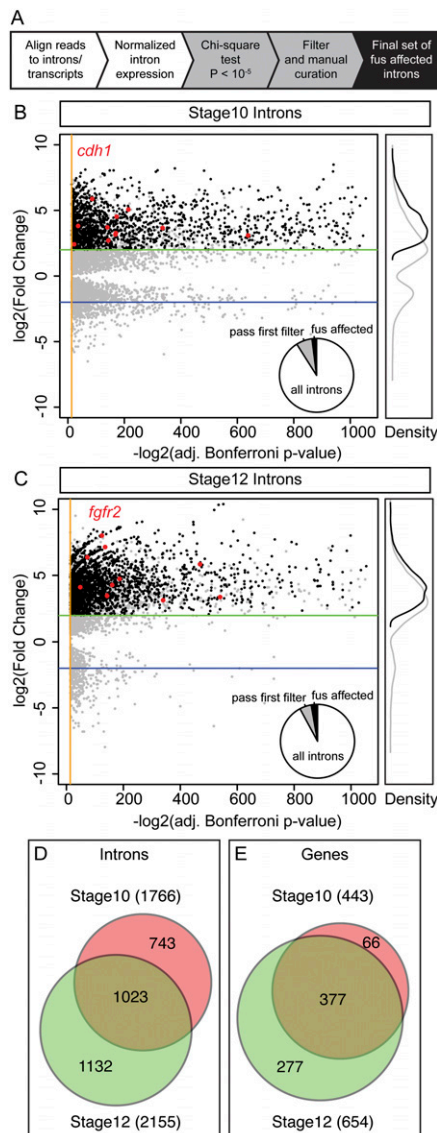 A
Align reads
to introns/
transcripts
Normalized
intron
expression
Chi-square
test
P < 10⁻⁵
Filter
and manual
curation
Final set of
fus affected
introns
B
Stage10 Introns
cdh1
log2(Fold Change)
10
5
0
-5
-10
pass first filter
fus affected
all introns
0 200 400 600 800 1000
-log2(adj. Bonferroni p-value)
Density
C
Stage12 Introns
fgfr2
log2(Fold Change)
10
5
0
-5
-10
pass first filter
fus affected
all introns
0 200 400 600 800 1000
-log2(adj. Bonferroni p-value)
Density
D
Introns
Stage10 (1766)
743
1023
1132
Stage12 (2155)
E
Genes
Stage10 (443)
66
377
277
Stage12 (654)